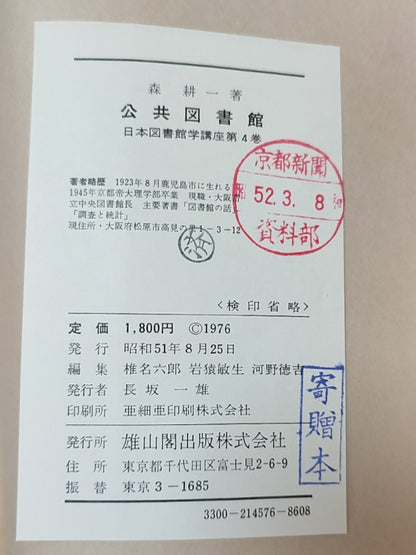 森 耕一著
公共図書館
日本図書館学講座第4巻
著者略歴 1923年8月鹿児島市に生れる
1945年京都帝大理学部卒業 現職・大阪市
立中央図書館長 主要著書「図書館の話」
「調査と統計」
現住所・大阪府松原市高見の里1-3-12
京都新聞
52.3.8
資料部
<検印省略>
定価 1,800円 ©1976
発行 昭和51年8月25日
編集 椎名六郎 岩猿敏生 河野徳吉
発行者 長坂一雄
印刷所 亜細亜印刷株式会社
寄贈本
発行所 雄山閣出版株式会社
住所 東京都千代田区富士見2-6-9
振替 東京3-1685
3300-214576-8608